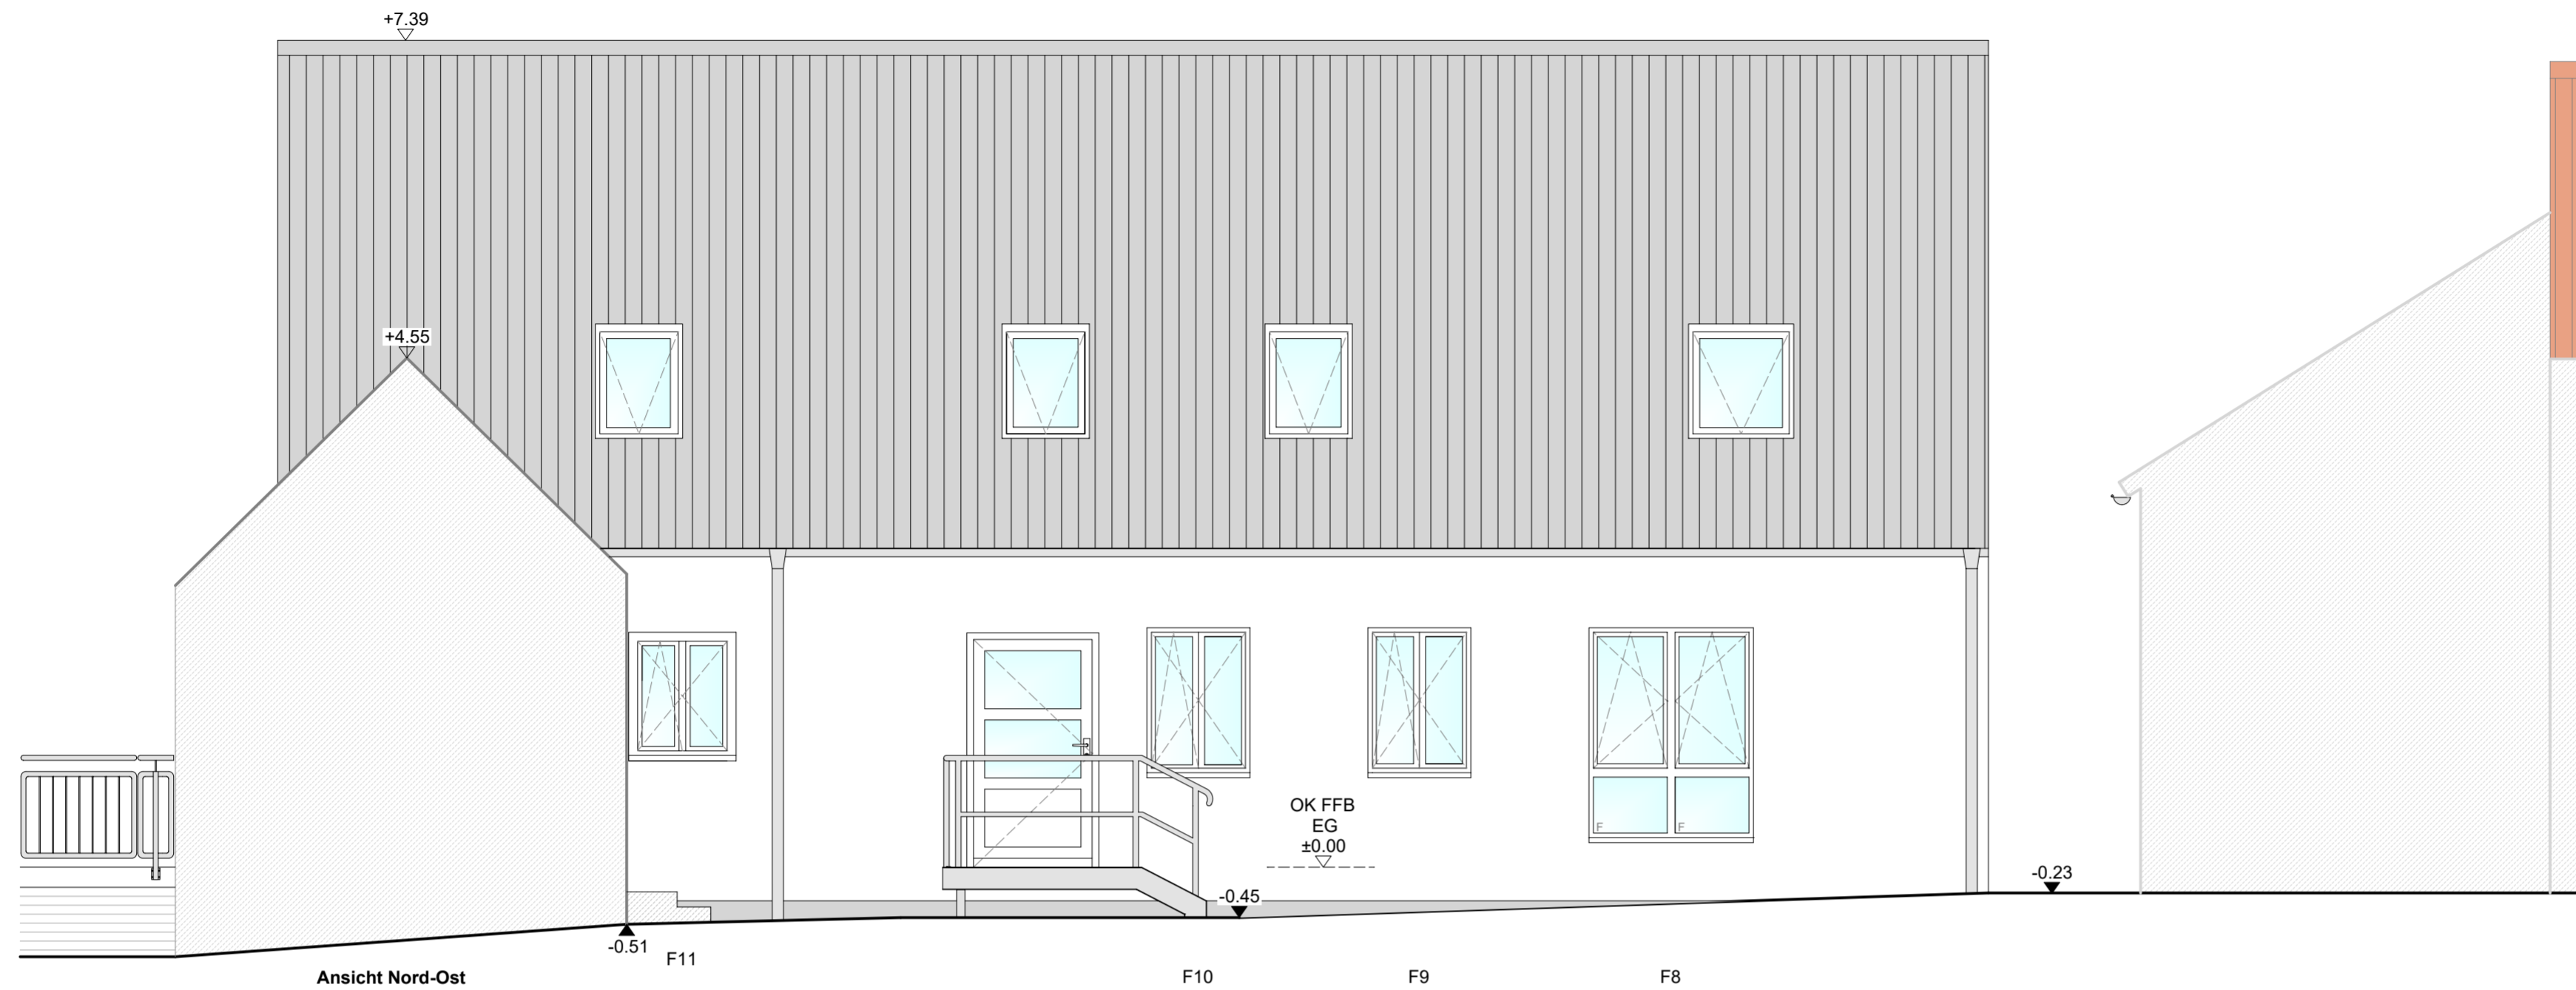 +7.39
+4.55
OK FFB
EG
±0.00
-0.23
-0.45
F
F
-0.51
F11
F10
F9
F8
Ansicht Nord-Ost